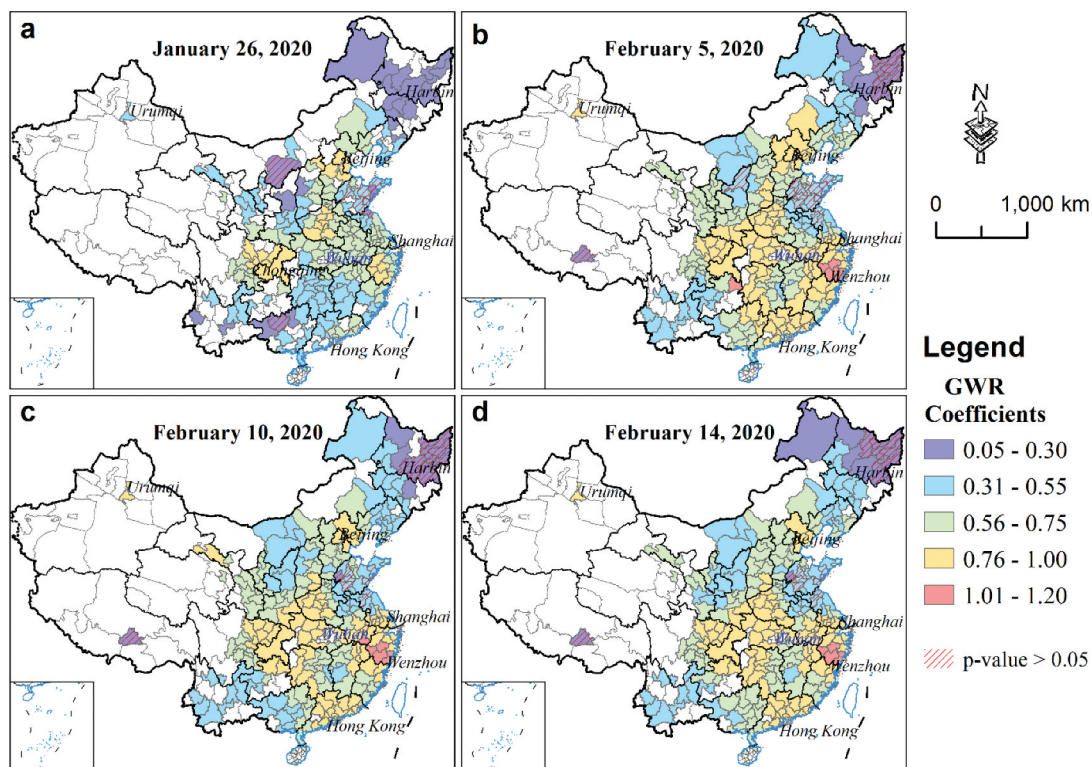 a
January 26, 2020
Harbin
Urumqi
Beijing
Shanghai
Wuhan
Chongqing
Hong Kong
b
February 5, 2020
Harbin
Urumqi
Beijing
Shanghai
Wuhan
Wenzhou
Hong Kong
N
0 1,000 km
c
February 10, 2020
Harbin
Urumqi
Beijing
Shanghai
Wuhan
Wenzhou
Hong Kong
d
February 14, 2020
Harbin
Urumqi
Beijing
Shanghai
Wuhan
Wenzhou
Hong Kong
Legend
GWR
Coefficients
0.05 - 0.30
0.31 - 0.55
0.56 - 0.75
0.76 - 1.00
1.01 - 1.20
p-value > 0.05